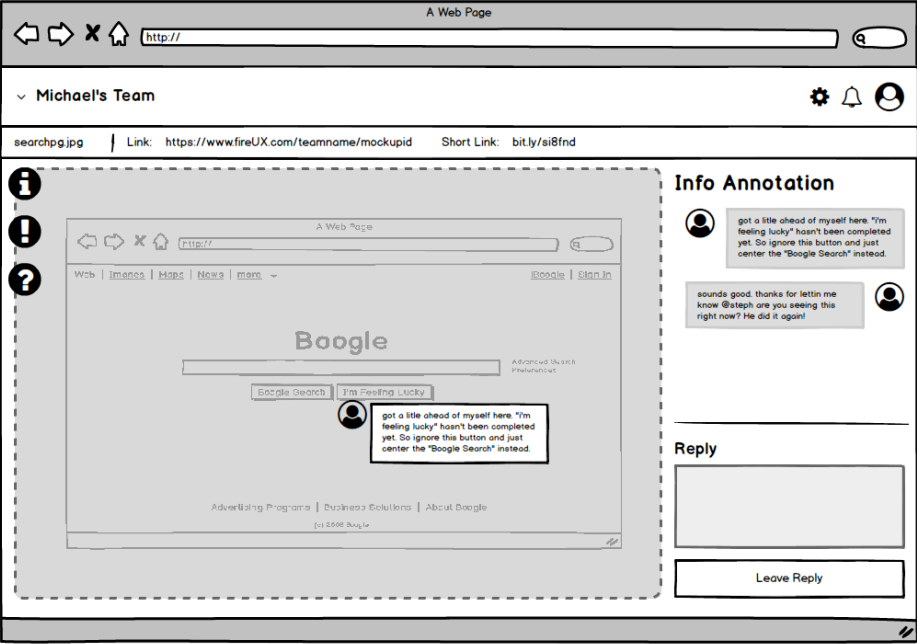 A Web Page
http://
Michael's Team
searchpg.jpg Link: https://www.fireUX.com/teamname/mockupid Short Link: bit.ly/si8fnd
A Web Page
http://
Web Images Maps News more
iBoogle Sign In
Boogle
Advanced Search
Preferences
Boogle Search I'm Feeling Lucky
got a litle ahead of myself here. "i'm
feeling lucky" hasn't been completed
yet. So ignore this button and just
center the "Boogle Search" instead.
Advertising Programs | Business Solutions | About Boogle
(c) 2008 Boogle
Info Annotation
got a litle ahead of myself here. "i'm
feeling lucky" hasn't been completed
yet. So ignore this button and just
center the "Boogle Search" instead.
sounds good. thanks for lettin me
know @steph are you seeing this
right now? He did it again!
Reply
Leave Reply